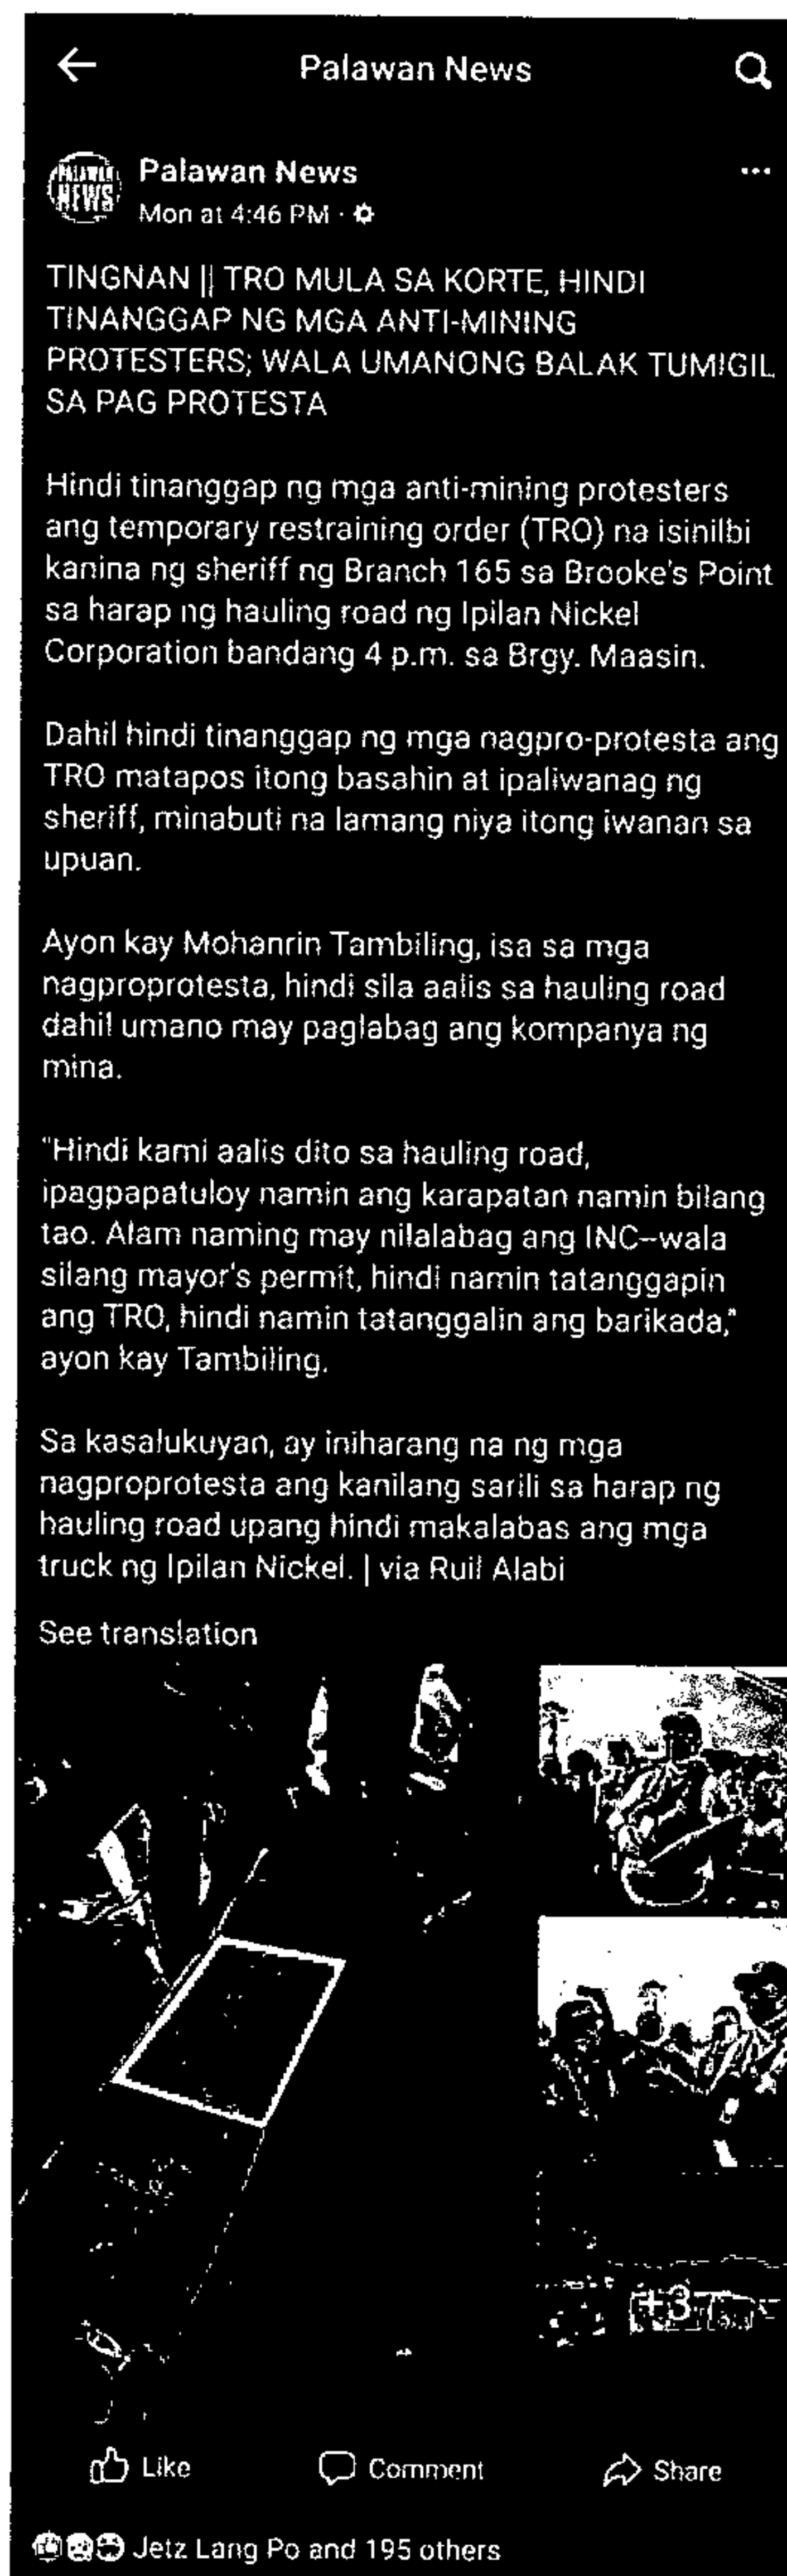 Palawan News
PALAWAN
NEWS
Palawan News
Mon at 4:46 PM ·
TINGNAN || TRO MULA SA KORTE, HINDI
TINANGGAP NG MGA ANTI-MINING
PROTESTERS; WALA UMANONG BALAK TUMIGIL
SA PAG PROTESTA
Hindi tinanggap ng mga anti-mining protesters
ang temporary restraining order (TRO) na isinilbi
kanina ng sheriff ng Branch 165 sa Brooke's Point
sa harap ng hauling road ng Ipilan Nickel
Corporation bandang 4 p.m. sa Brgy. Maasin.
Dahil hindi tinanggap ng mga nagpro-protesta ang
TRO matapos itong basahin at ipaliwanag ng
sheriff, minabuti na lamang niya itong iwanan sa
upuan.
Ayon kay Mohanrin Tambiling, isa sa mga
nagproprotesta, hindi sila aalis sa hauling road
dahil umano may paglabag ang kompanya ng
mina.
"Hindi kami aalis dito sa hauling road,
ipagpapatuloy namin ang karapatan namin bilang
tao. Alam naming may nilalabag ang INC--wala
silang mayor's permit, hindi namin tatanggapin
ang TRO, hindi namin tatanggalin ang barikada,"
ayon kay Tambiling.
Sa kasalukuyan, ay iniharang na ng mga
nagproprotesta ang kanilang sarili sa harap ng
hauling road upang hindi makalabas ang mga
truck ng Ipilan Nickel. | via Ruil Alabi
See translation
+3
Like Comment Share
Jetz Lang Po and 195 others